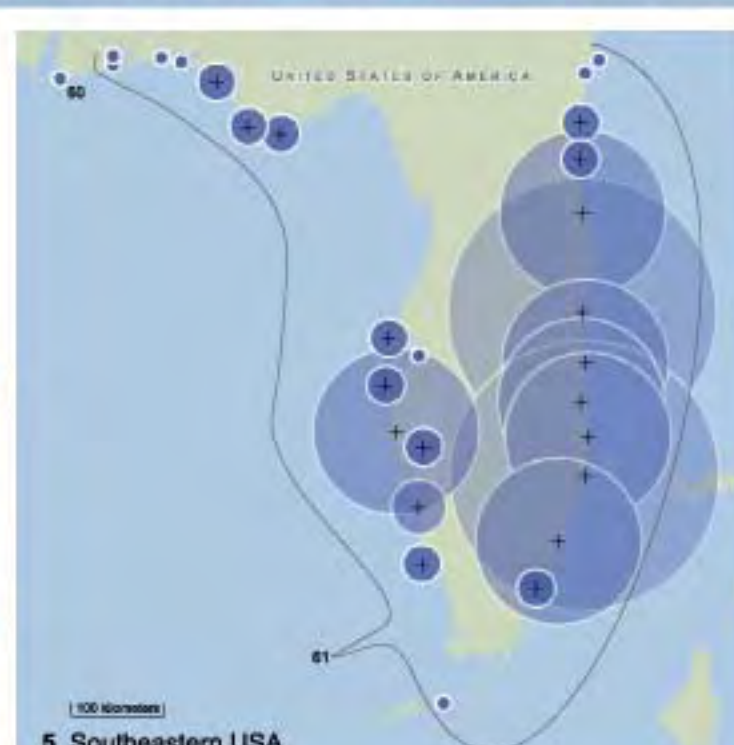 UNITED STATES OF AMERICA
60
61
100 kilometers
5 Southeastern USA